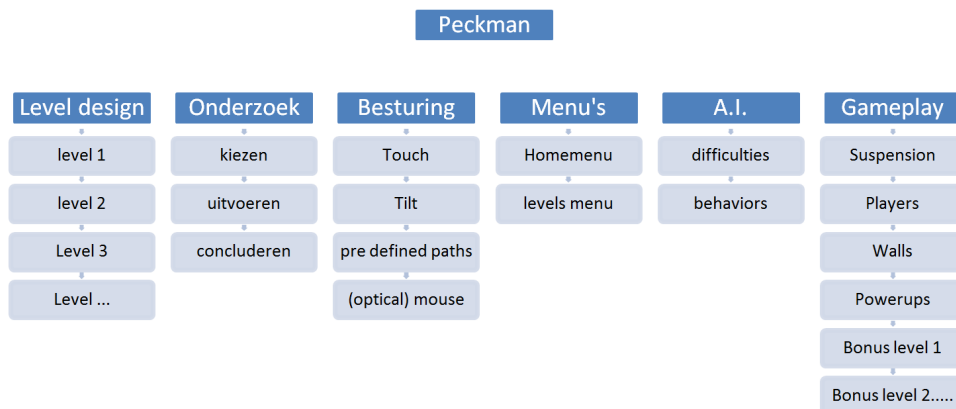 Peckman
Level design
level 1
level 2
Level 3
Level ...
Onderzoek
kiezen
uitvoeren
concluderen
Besturing
Touch
Tilt
pre defined paths
(optical) mouse
Menu's
Homemenu
levels menu
A.I.
difficulties
behaviors
Gameplay
Suspension
Players
Walls
Powerups
Bonus level 1
Bonus level 2.....